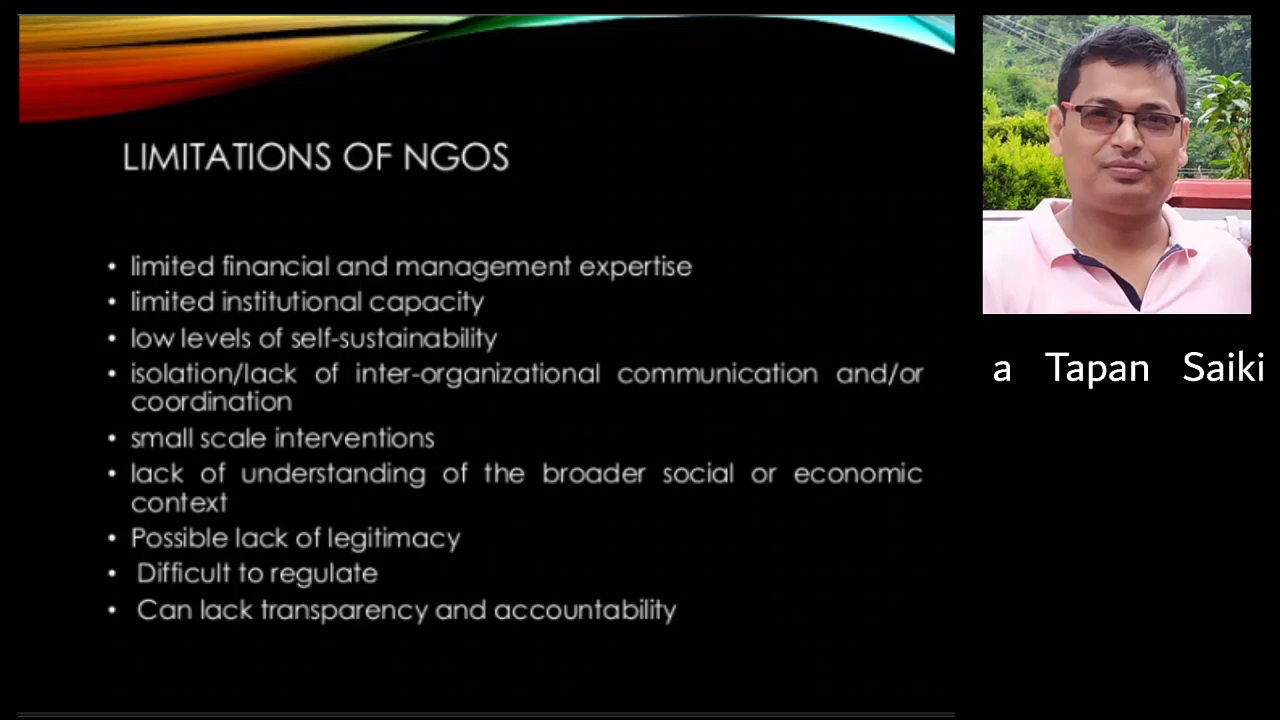 LIMITATIONS OF NGOS
• limited financial and management expertise
• limited institutional capacity
• low levels of self-sustainability
• isolation/lack of inter-organizational communication and/or
coordination
• small scale interventions
• lack of understanding of the broader social or economic
context
• Possible lack of legitimacy
• Difficult to regulate
• Can lack transparency and accountability
a Tapan Saiki